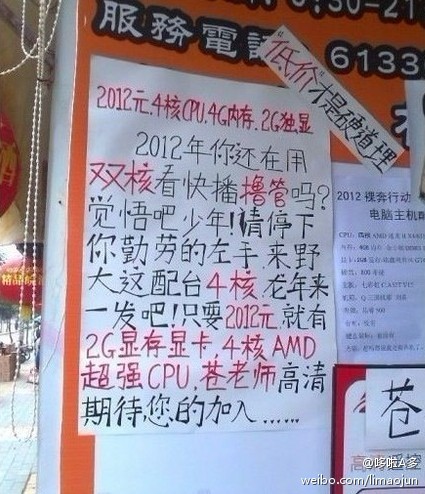 服務電話
6133
"低价"才是硬道理
2012元.4核CPU.4G内存.2G独显
2012年你还在用
双核看快播撸管吗?
觉悟吧少年!请停下
你勤劳的左手.来野
大这配台4核.龙年来
一发吧!只要2012元.就有
2G显存显卡.4核AMD
超强CPU.苍老师高清
期待您的加入......
2012 裸奔行动
电脑主机
苍
精品
@哆啦A多
weibo.com/limaojun